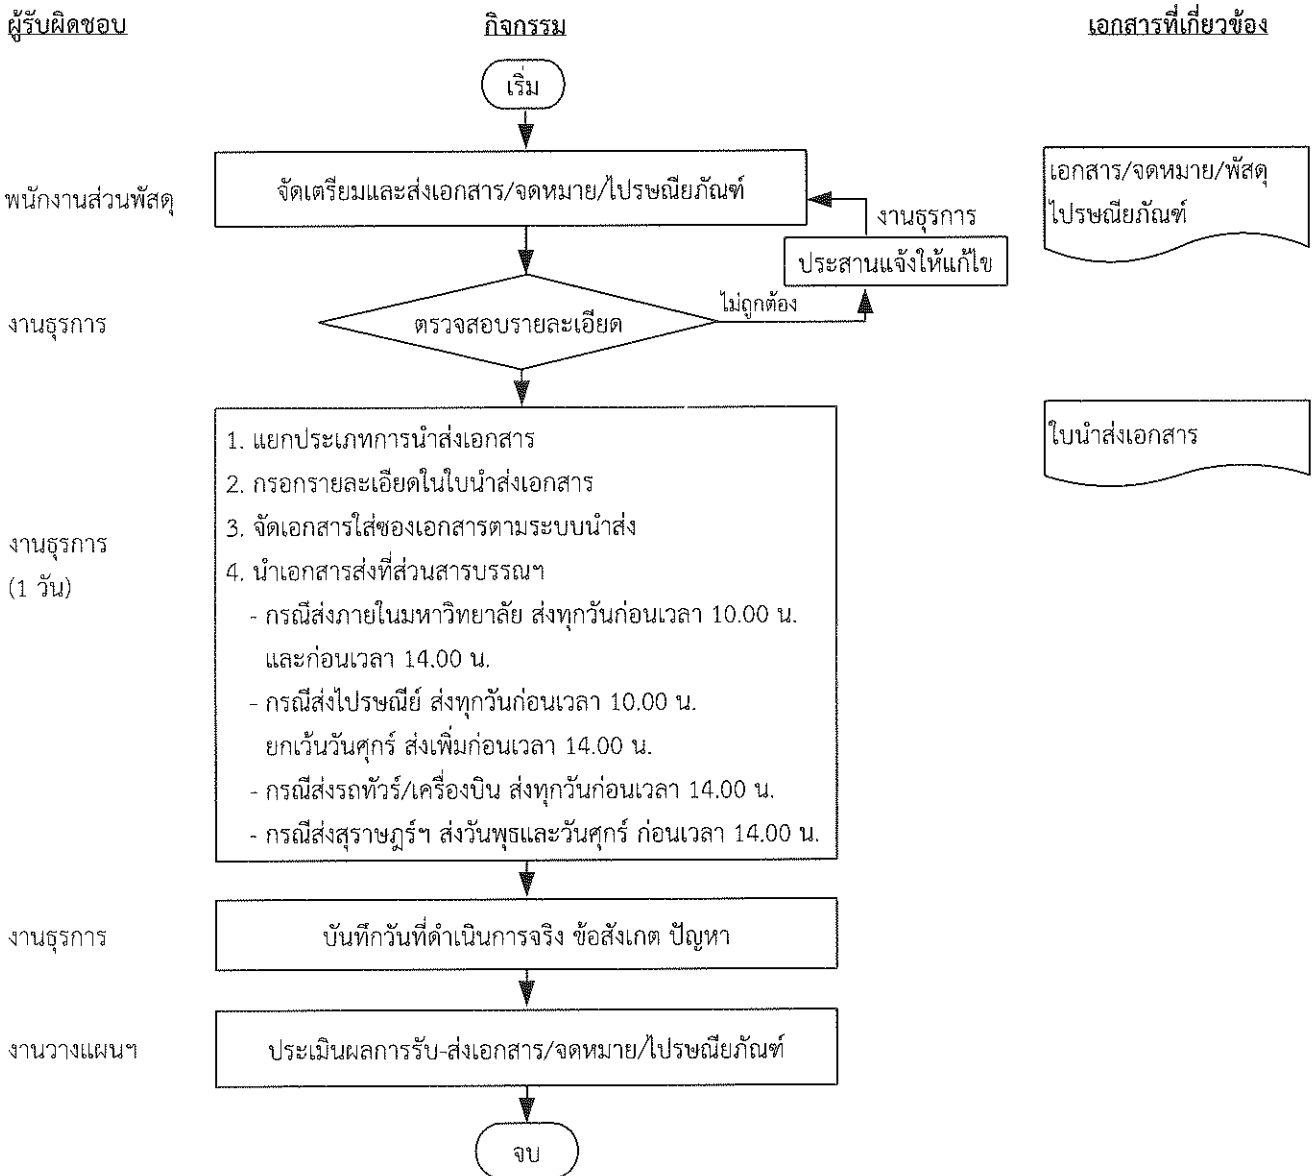 ผู้รับผิดชอบ
กิจกรรม
เอกสารที่เกี่ยวข้อง
เริ่ม
พนักงานส่วนพัสดุ
จัดเตรียมและส่งเอกสาร/จดหมาย/ไปรษณียภัณฑ์
เอกสาร/จดหมาย/พัสดุ
ไปรษณียภัณฑ์
งานธุรการ
ประสานแจ้งให้แก้ไข
ไม่ถูกต้อง
งานธุรการ
ตรวจสอบรายละเอียด
งานธุรการ
(1 วัน)
1. แยกประเภทการนำส่งเอกสาร
2. กรอกรายละเอียดในใบนำส่งเอกสาร
3. จัดเอกสารใส่ซองเอกสารตามระบบนำส่ง
4. นำเอกสารส่งที่ส่วนสารบรรณฯ
- กรณีส่งภายในมหาวิทยาลัย ส่งทุกวันก่อนเวลา 10.00 น.
และก่อนเวลา 14.00 น.
- กรณีส่งไปรษณีย์ ส่งทุกวันก่อนเวลา 10.00 น.
ยกเว้นวันศุกร์ ส่งเพิ่มก่อนเวลา 14.00 น.
- กรณีส่งรถทัวร์/เครื่องบิน ส่งทุกวันก่อนเวลา 14.00 น.
- กรณีส่งสุราษฎร์ฯ ส่งวันพุธและวันศุกร์ ก่อนเวลา 14.00 น.
ใบนำส่งเอกสาร
งานธุรการ
บันทึกวันที่ดำเนินการจริง ข้อสังเกต ปัญหา
งานวางแผนฯ
ประเมินผลการรับ-ส่งเอกสาร/จดหมาย/ไปรษณียภัณฑ์
จบ